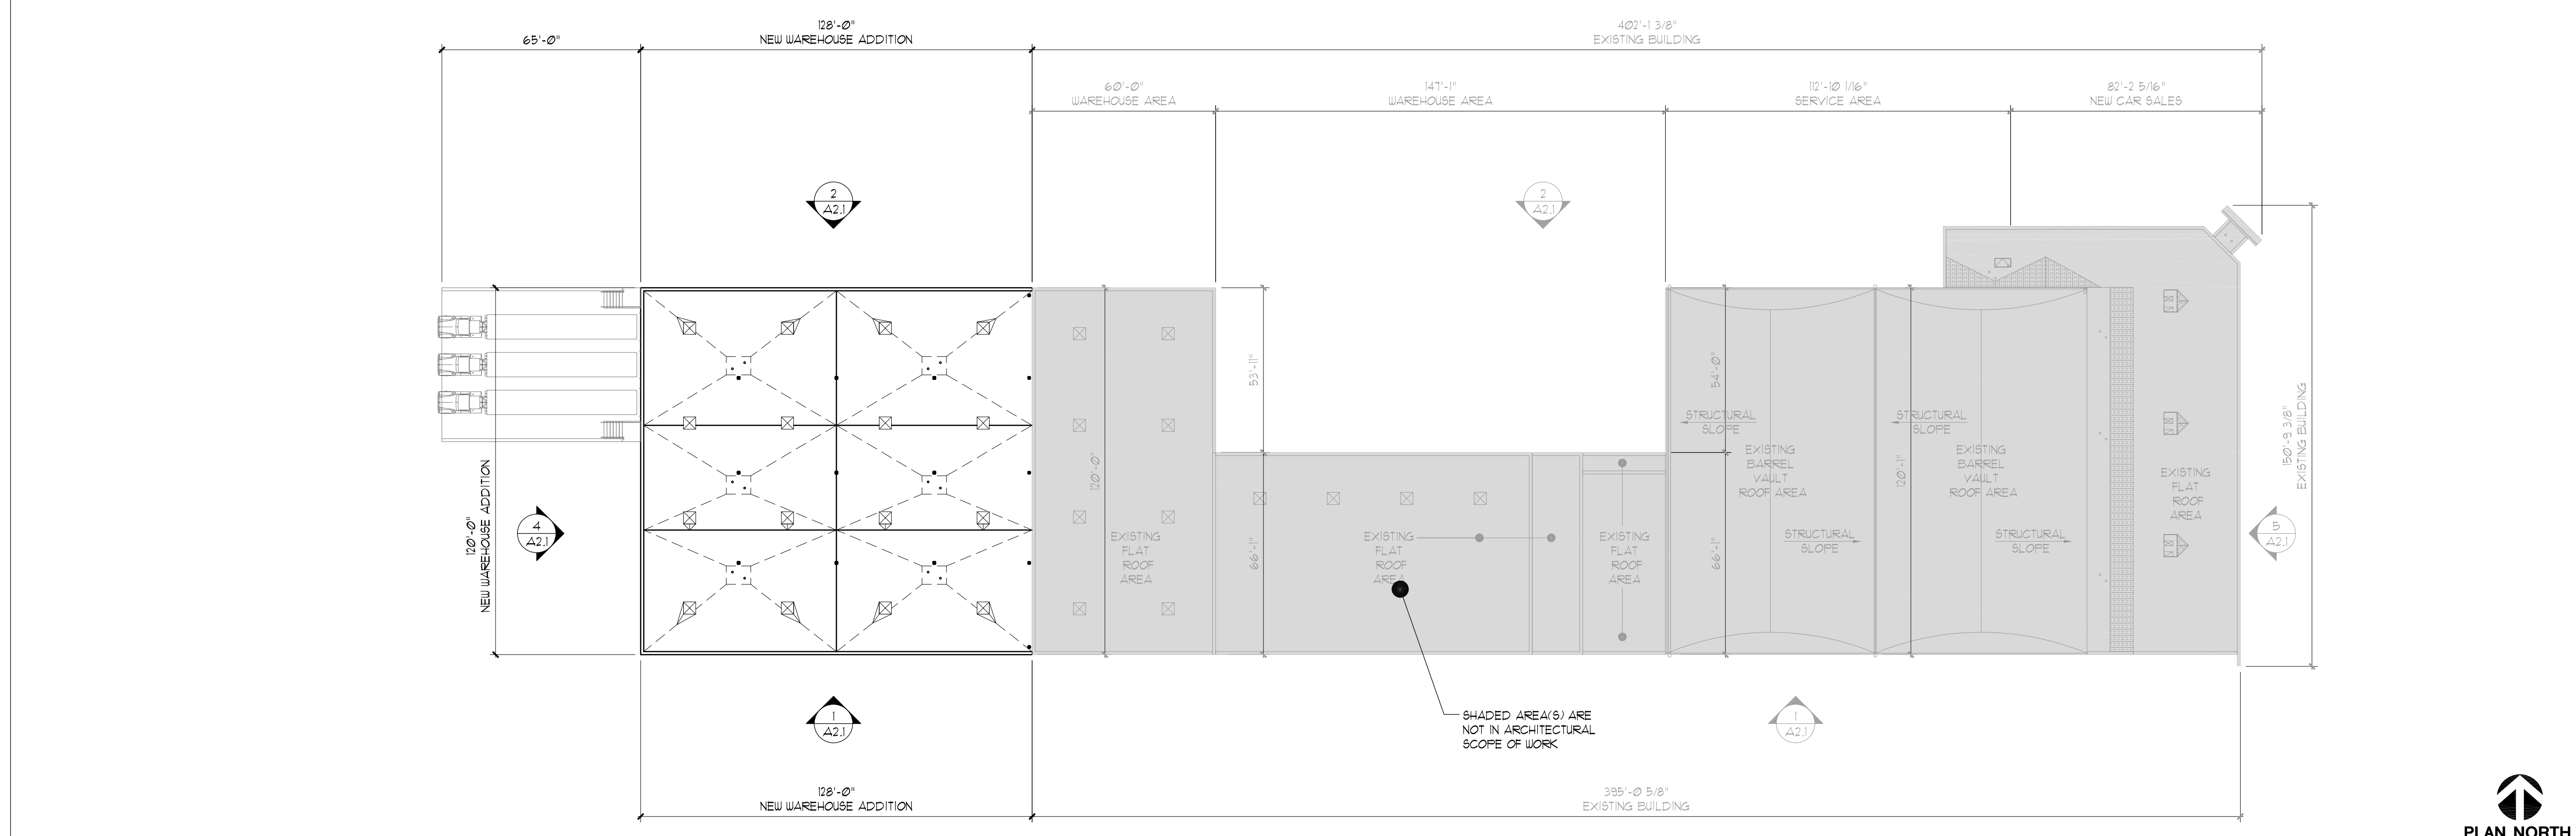 128'-0"
NEW WAREHOUSE ADDITION
402'-1 3/8"
EXISTING BUILDING
65'-0"
60'-0"
WAREHOUSE AREA
147'-1"
WAREHOUSE AREA
112'-10 1/16"
SERVICE AREA
82'-2 5/16"
NEW CAR SALES
2
A2.1
2
A2.1
120'-0"
NEW WAREHOUSE ADDITION
4
A2.1
120'-0"
EXISTING
FLAT
ROOF
AREA
53'-11"
66'-1"
EXISTING
FLAT
ROOF
AREA
EXISTING
FLAT
ROOF
AREA
54'-0"
66'-1"
STRUCTURAL
SLOPE
EXISTING
BARREL
VAULT
ROOF AREA
STRUCTURAL
SLOPE
120'-1"
STRUCTURAL
SLOPE
EXISTING
BARREL
VAULT
ROOF AREA
STRUCTURAL
SLOPE
EXISTING
FLAT
ROOF
AREA
150'-9 3/8"
EXISTING BUILDING
5
A2.1
1
A2.1
SHADED AREA(S) ARE
NOT IN ARCHITECTURAL
SCOPE OF WORK
1
A2.1
128'-0"
NEW WAREHOUSE ADDITION
395'-0 5/8"
EXISTING BUILDING
PLAN NORTH